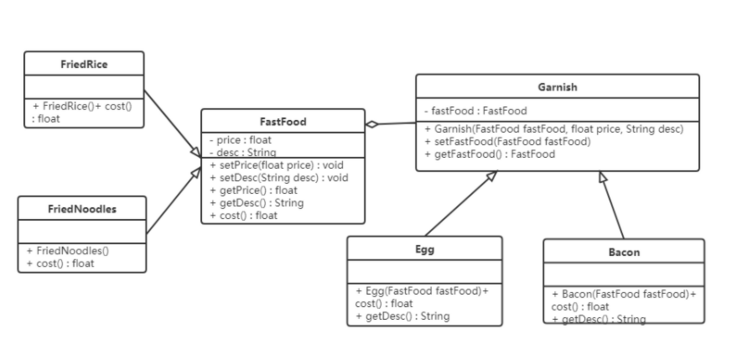 FriedRice
+ FriedRice()+ cost()
: float
FastFood
- price : float
- desc : String
+ setPrice(float price) : void
+ setDesc(String desc) : void
+ getPrice() : float
+ getDesc() : String
+ cost() : float
Garnish
- fastFood : FastFood
+ Garnish(FastFood fastFood, float price, String desc)
+ setFastFood(FastFood fastFood)
+ getFastFood() : FastFood
FriedNoodles
+ FriedNoodles()
+ cost() : float
Egg
+ Egg(FastFood fastFood)+
cost() : float
+ getDesc() : String
Bacon
+ Bacon(FastFood fastFood)+
cost() : float
+ getDesc() : String